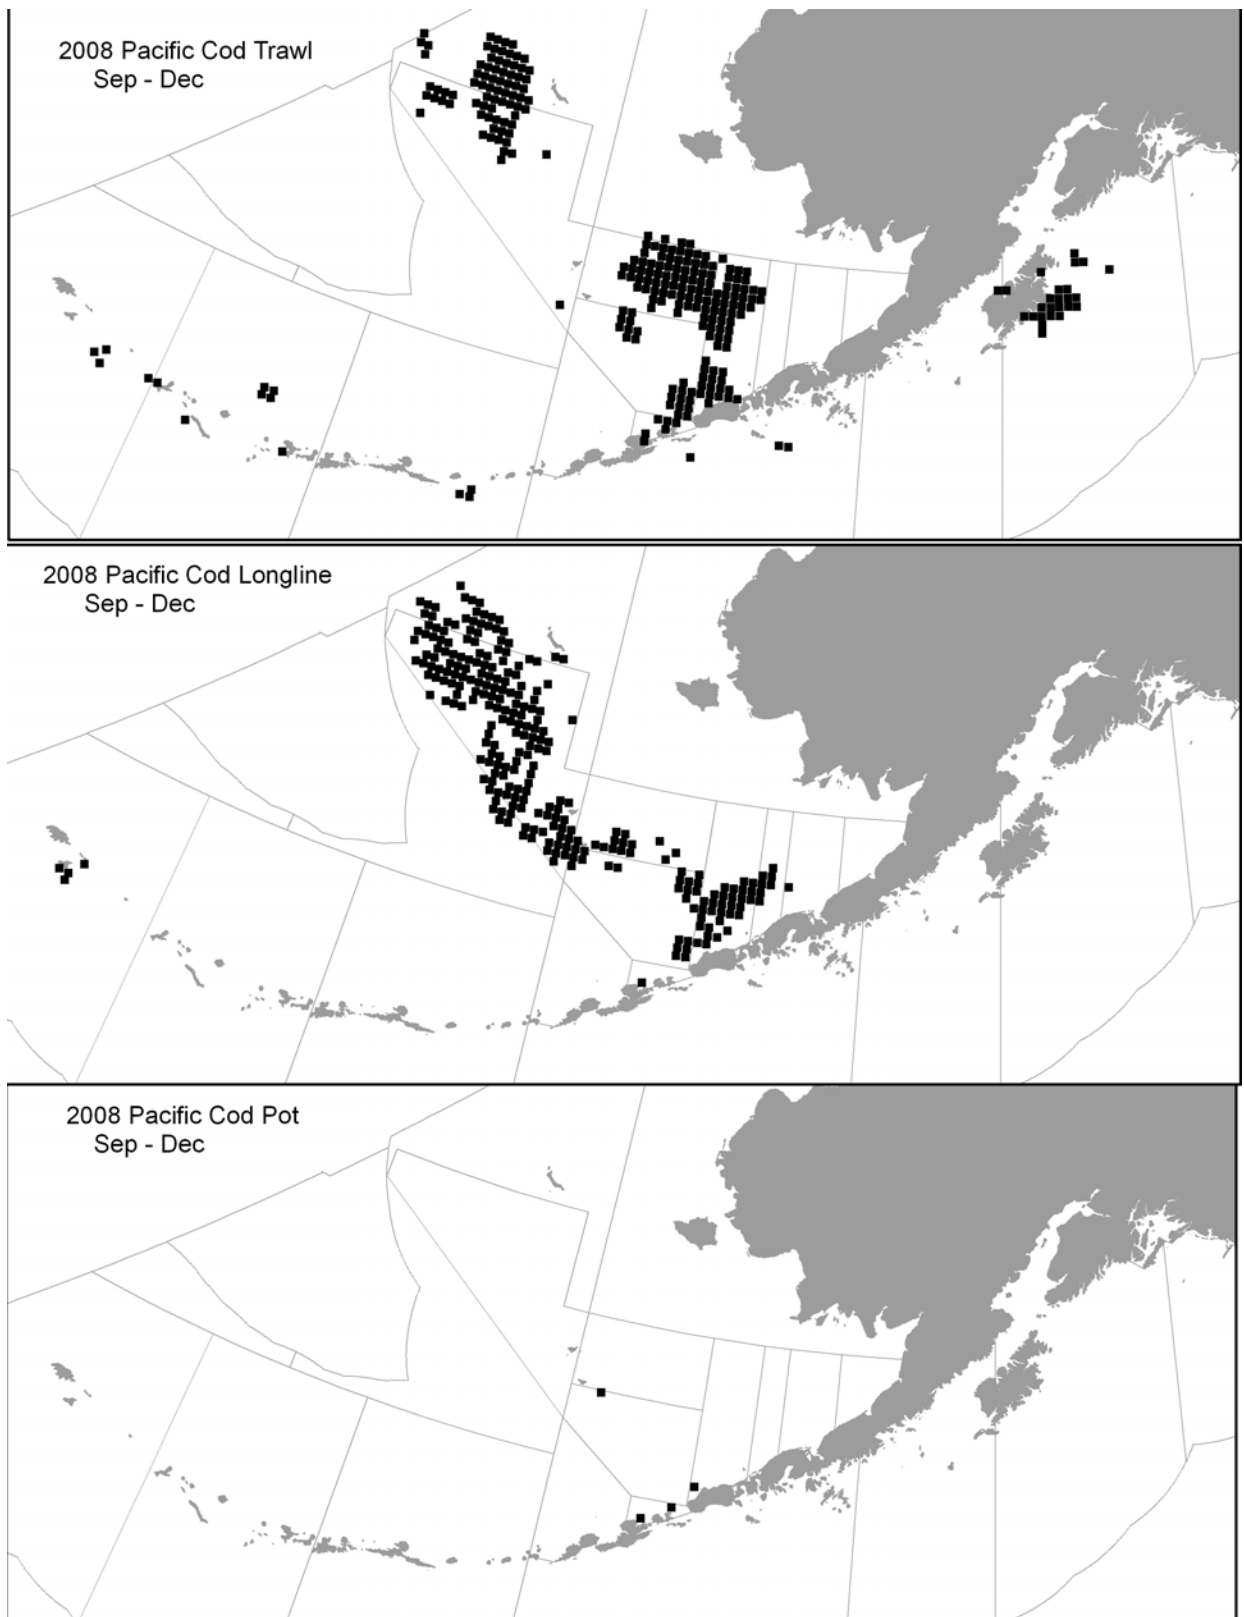 2008 Pacific Cod Trawl
Sep - Dec
2008 Pacific Cod Longline
Sep - Dec
2008 Pacific Cod Pot
Sep - Dec